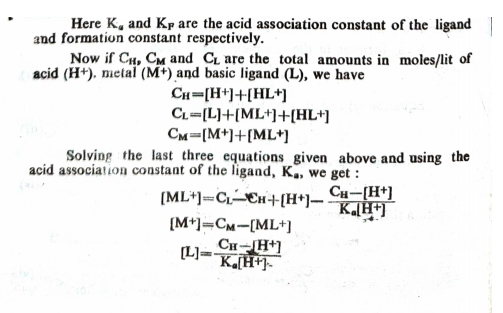 Here Kₐ and K_F are the acid association constant of the ligand
and formation constant respectively.
Now if C_H, C_M and C_L are the total amounts in moles/lit of
acid (H+). metal (M+) and basic ligand (L), we have
C_H=[H+]+[HL+]
C_L=[L]+[ML+]+[HL+]
C_M=[M+]+[ML+]
Solving the last three equations given above and using the
acid association constant of the ligand, Kₐ, we get :
[ML+]=C_L—C_H+[H+]— C_H—[H+]
Kₐ[H+]
[M+]=C_M—[ML+]
[L]= C_H—[H+]
Kₐ[H+]